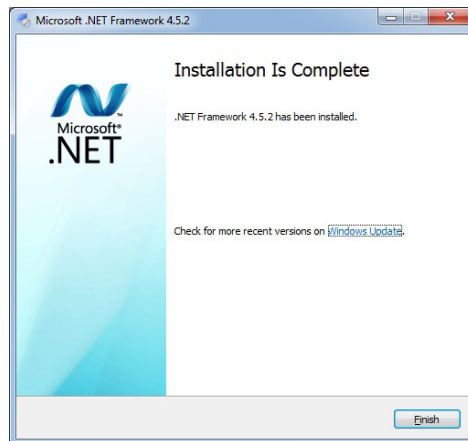 Microsoft .NET Framework 4.5.2
Installation Is Complete
.NET Framework 4.5.2 has been installed.
Microsoft®
.NET
Check for more recent versions on Windows Update.
Finish